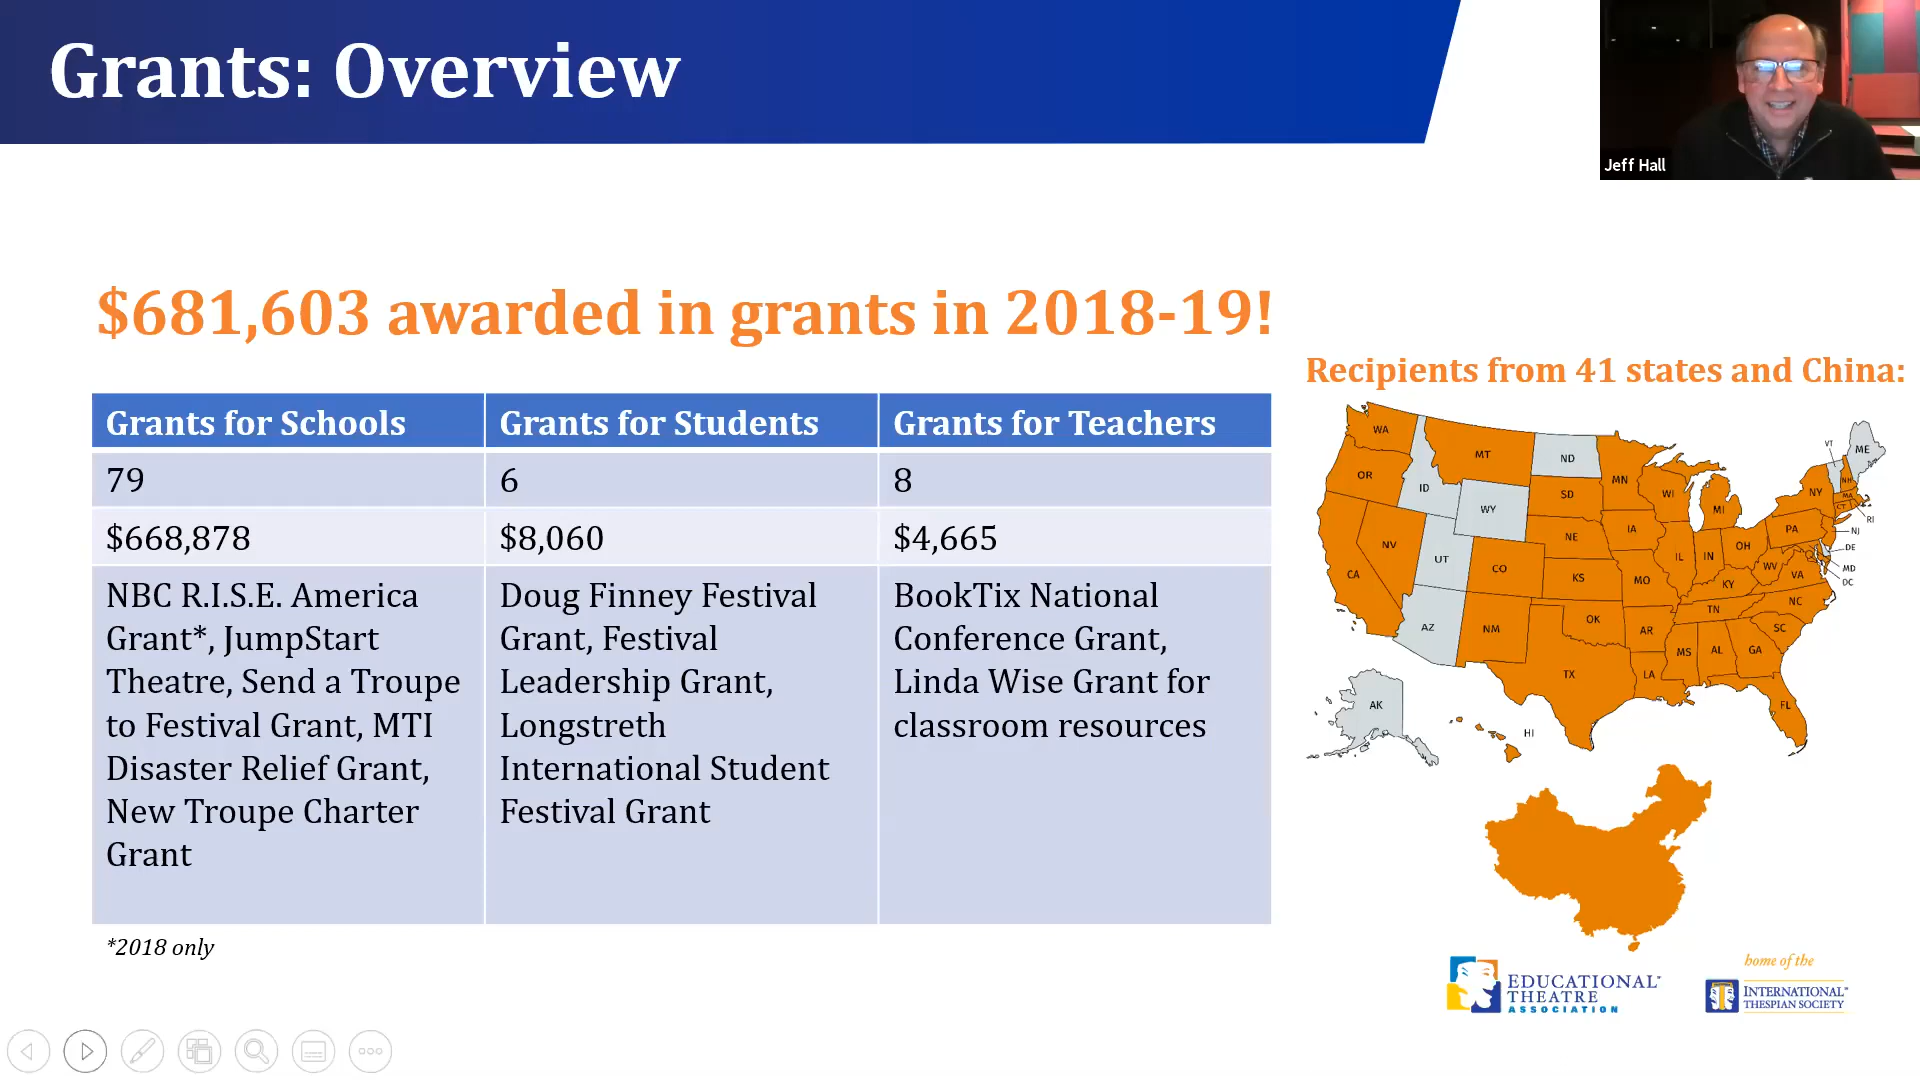 Grants: Overview
Jeff Hall
$681,603 awarded in grants in 2018-19!
Recipients from 41 states and China:
Grants for Schools
Grants for Students
Grants for Teachers
79
6
8
$668,878
$8,060
$4,665
NBC R.I.S.E. America
Grant*, JumpStart
Theatre, Send a Troupe
to Festival Grant, MTI
Disaster Relief Grant,
New Troupe Charter
Grant
Doug Finney Festival
Grant, Festival
Leadership Grant,
Longstreth
International Student
Festival Grant
BookTix National
Conference Grant,
Linda Wise Grant for
classroom resources
*2018 only
WA
MT
ND
MN
VT
ME
OR
ID
SD
WI
MI
NY
NH
MA
CT
RI
WY
NE
IA
PA
NJ
NV
UT
CO
IL
IN
OH
DE
MD
DC
CA
KS
MO
KY
WV
VA
AZ
NM
OK
AR
TN
NC
SC
TX
LA
MS
AL
GA
FL
AK
HI
EDUCATIONAL
THEATRE
ASSOCIATION
home of the
INTERNATIONAL
THESPIAN SOCIETY